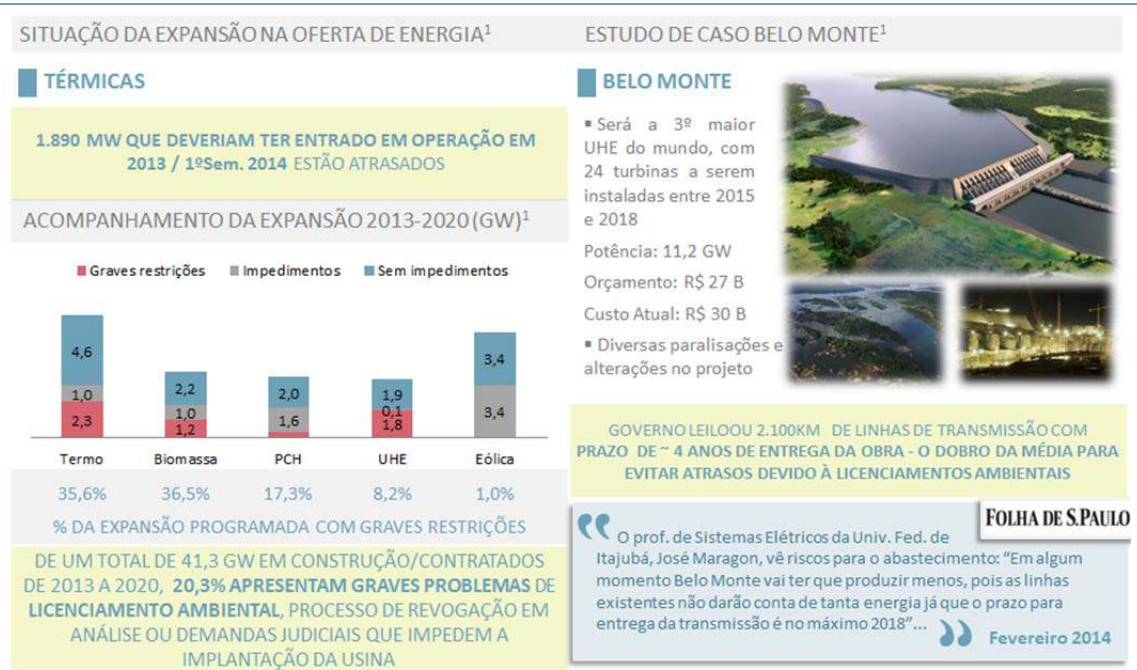 SITUAÇÃO DA EXPANSÃO NA OFERTA DE ENERGIA¹
TÉRMICAS
1.890 MW QUE DEVERIAM TER ENTRADO EM OPERAÇÃO EM
2013 / 1ºSem. 2014 ESTÃO ATRASADOS
ACOMPANHAMENTO DA EXPANSÃO 2013-2020 (GW)¹
Graves restrições Impedimentos Sem impedimentos
4,6 2,2 2,0 1,9 3,4
1,0 1,0 1,6 0,1 3,4
2,3 1,2 1,8
Termo Biomassa PCH UHE Eólica
35,6% 36,5% 17,3% 8,2% 1,0%
% DA EXPANSÃO PROGRAMADA COM GRAVES RESTRIÇÕES
DE UM TOTAL DE 41,3 GW EM CONSTRUÇÃO/CONTRATADOS
DE 2013 A 2020, 20,3% APRESENTAM GRAVES PROBLEMAS DE
LICENCIAMENTO AMBIENTAL, PROCESSO DE REVOGAÇÃO EM
ANÁLISE OU DEMANDAS JUDICIAIS QUE IMPEDEM A
IMPLANTAÇÃO DA USINA
ESTUDO DE CASO BELO MONTE¹
BELO MONTE
▪ Será a 3º maior
UHE do mundo, com
24 turbinas a serem
instaladas entre 2015
e 2018
Potência: 11,2 GW
Orçamento: R$ 27 B
Custo Atual: R$ 30 B
▪ Diversas paralisações e
alterações no projeto
GOVERNO LEILOOU 2.100KM DE LINHAS DE TRANSMISSÃO COM
PRAZO DE ~ 4 ANOS DE ENTREGA DA OBRA - O DOBRO DA MÉDIA PARA
EVITAR ATRASOS DEVIDO À LICENCIAMENTOS AMBIENTAIS
FOLHA DE S.PAULO
“ O prof. de Sistemas Elétricos da Univ. Fed. de
Itajubá, José Maragon, vê riscos para o abastecimento: “Em algum
momento Belo Monte vai ter que produzir menos, pois as linhas
existentes não darão conta de tanta energia já que o prazo para
entrega da transmissão é no máximo 2018”... ”
Fevereiro 2014